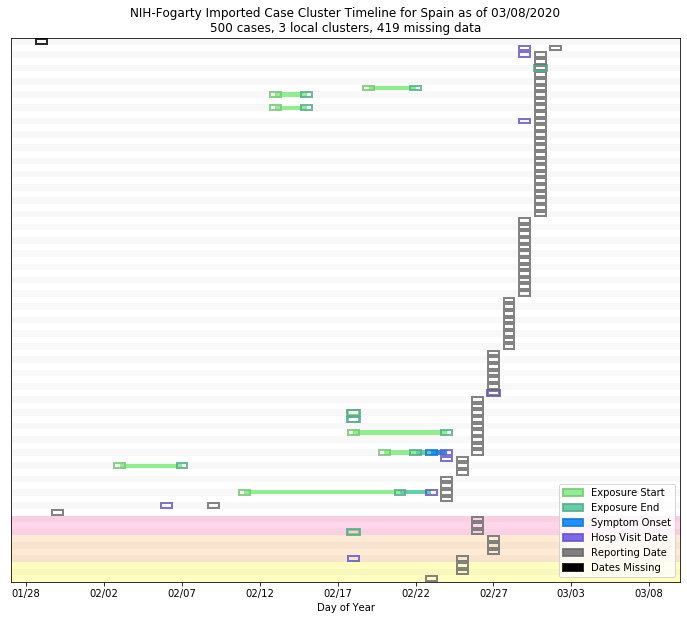 NIH-Fogarty Imported Case Cluster Timeline for Spain as of 03/08/2020
500 cases, 3 local clusters, 419 missing data
Exposure Start
Exposure End
Symptom Onset
Hosp Visit Date
Reporting Date
Dates Missing
01/28 02/02 02/07 02/12 02/17 02/22 02/27 03/03 03/08
Day of Year